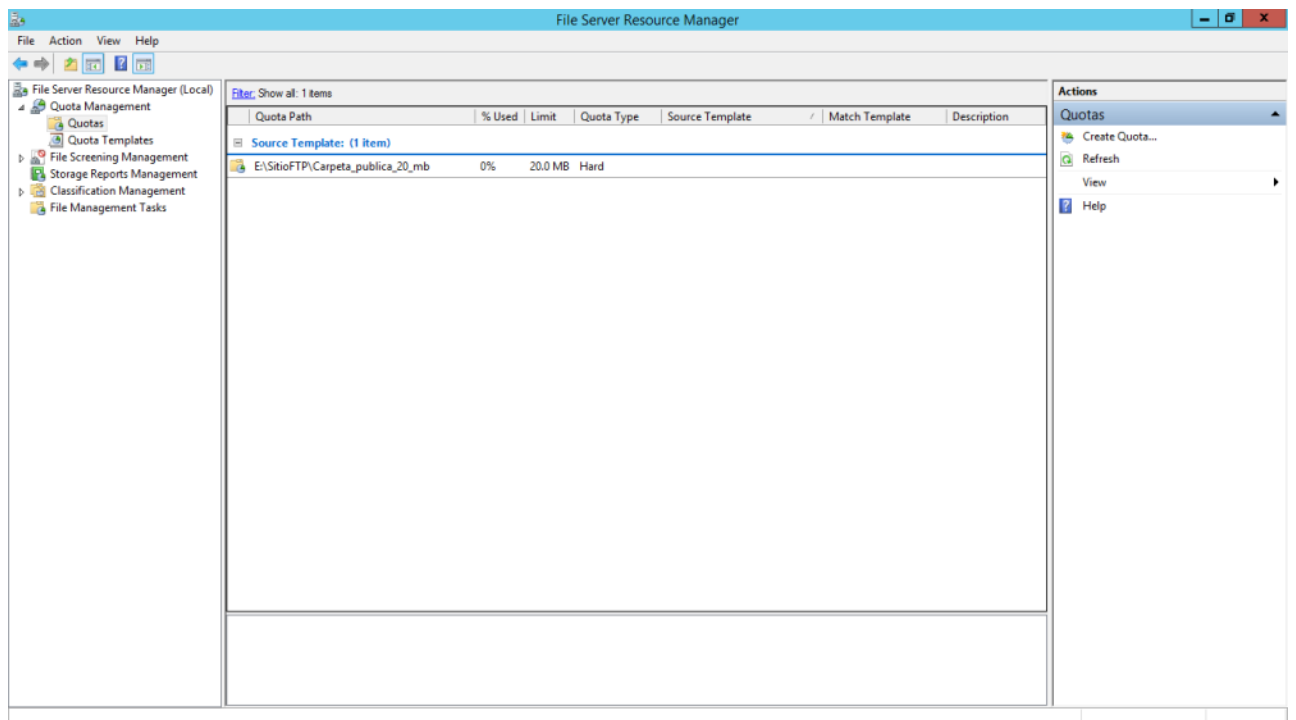 File Server Resource Manager
File Action View Help
File Server Resource Manager (Local)
Quota Management
Quotas
Quota Templates
File Screening Management
Storage Reports Management
Classification Management
File Management Tasks
Filter: Show all: 1 items
Quota Path % Used Limit Quota Type Source Template Match Template Description
Source Template: (1 item)
E:\SitioFTP\Carpeta_publica_20_mb 0% 20.0 MB Hard
Actions
Quotas
Create Quota...
Refresh
View
Help